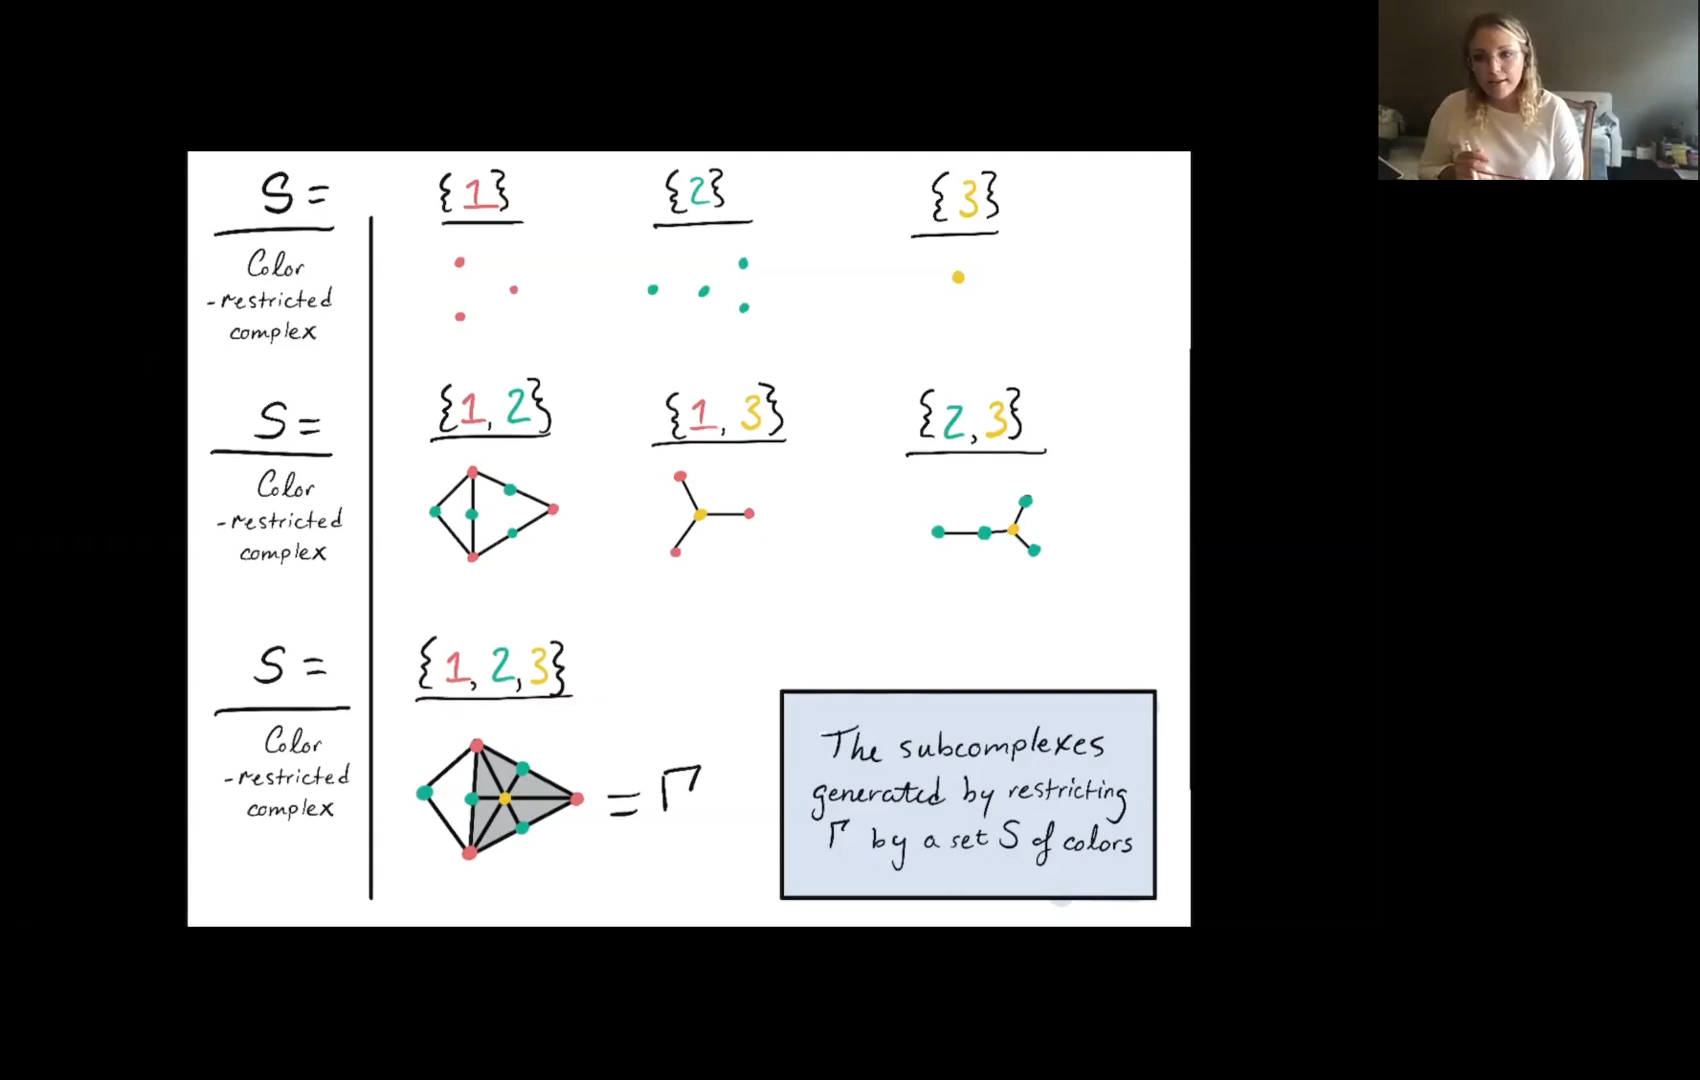 S = {1} {2} {3}
Color
-restricted
complex
S = {1, 2} {1, 3} {2, 3}
Color
-restricted
complex
S = {1, 2, 3}
Color
-restricted
complex
= Γ
The subcomplexes
generated by restricting
Γ by a set S of colors